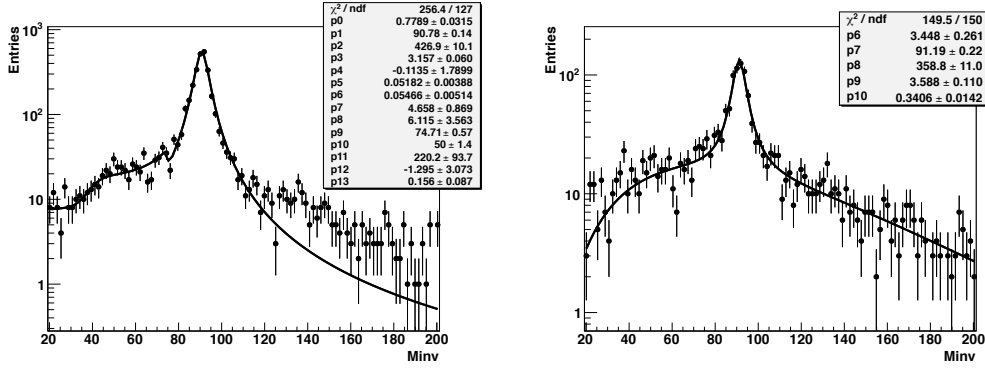 χ² / ndf 256.4 / 127
p0 0.7789 ± 0.0315
p1 90.78 ± 0.14
p2 426.9 ± 10.1
p3 3.157 ± 0.060
p4 -0.1135 ± 1.7899
p5 0.05182 ± 0.00388
p6 0.05466 ± 0.00514
p7 4.658 ± 0.869
p8 6.115 ± 3.563
p9 74.71 ± 0.57
p10 50 ± 1.4
p11 220.2 ± 93.7
p12 -1.295 ± 3.073
p13 0.156 ± 0.087
Entries
10³
10²
10
1
20 40 60 80 100 120 140 160 180 200
Minv
χ² / ndf 149.5 / 150
p6 3.448 ± 0.261
p7 91.19 ± 0.22
p8 358.8 ± 11.0
p9 3.588 ± 0.110
p10 0.3406 ± 0.0142
Entries
10²
10
1
20 40 60 80 100 120 140 160 180 200
Minv